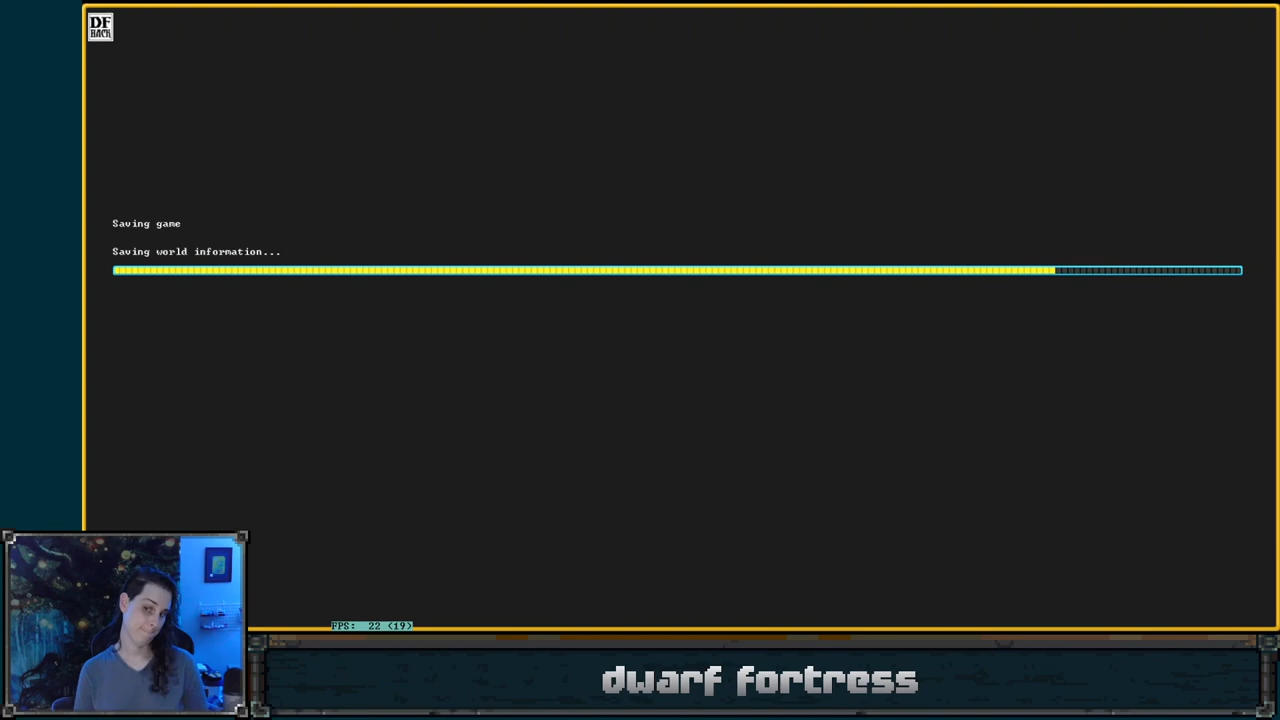 DF
HACK
Saving game
Saving world information...
FPS: 22 (19)
dwarf fortress